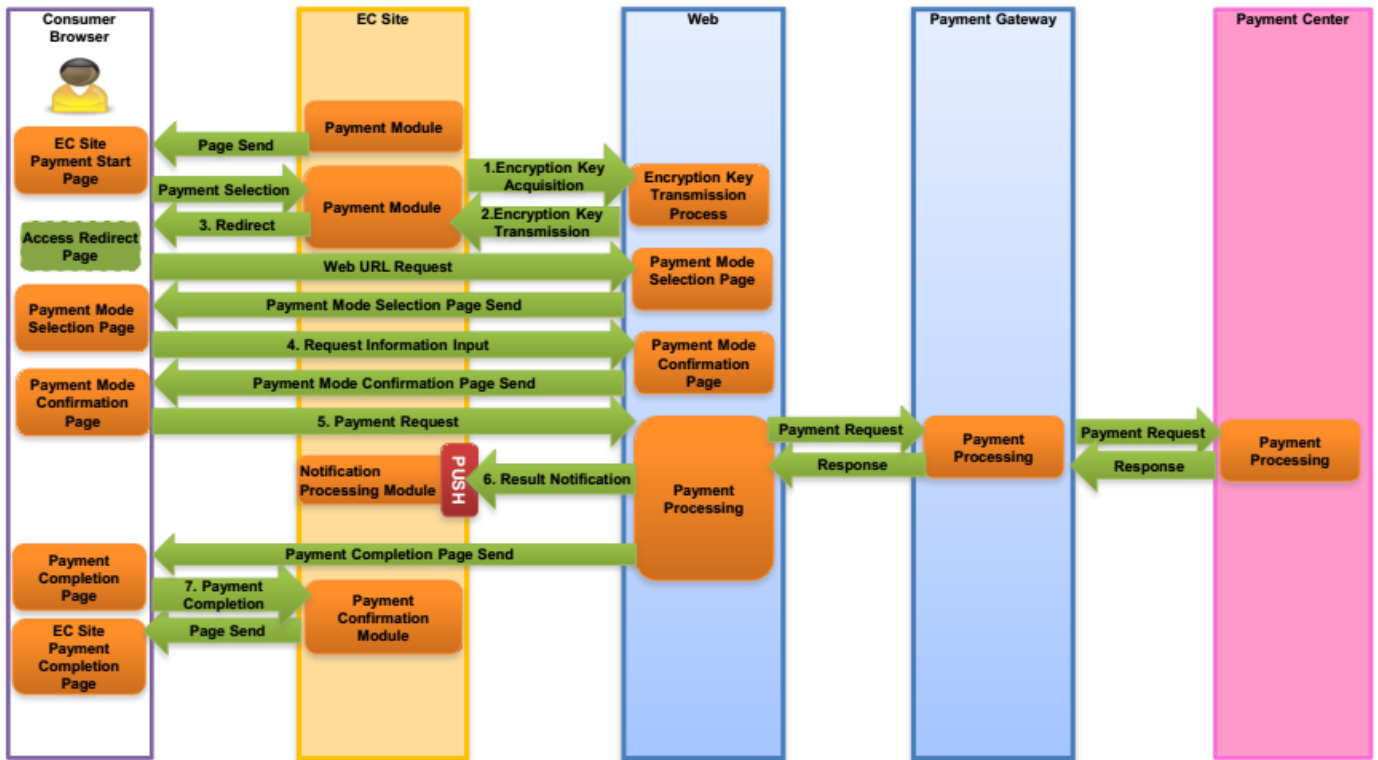 Consumer
Browser
EC Site
Web
Payment Gateway
Payment Center
Payment Module
EC Site
Payment Start
Page
Page Send
Payment Selection
Payment Module
3. Redirect
1.Encryption Key
Acquisition
2.Encryption Key
Transmission
Encryption Key
Transmission
Process
Access Redirect
Page
Web URL Request
Payment Mode
Selection Page
Payment Mode Selection Page Send
Payment Mode
Selection Page
4. Request Information Input
Payment Mode
Confirmation
Page
Payment Mode Confirmation Page Send
Payment Mode
Confirmation
Page
5. Payment Request
Payment Request
Response
Payment
Processing
Payment Request
Response
Payment
Processing
Notification
Processing Module
PUSH
6. Result Notification
Payment
Processing
Payment Completion Page Send
Payment
Completion
Page
7. Payment
Completion
Payment
Confirmation
Module
Page Send
EC Site
Payment
Completion
Page